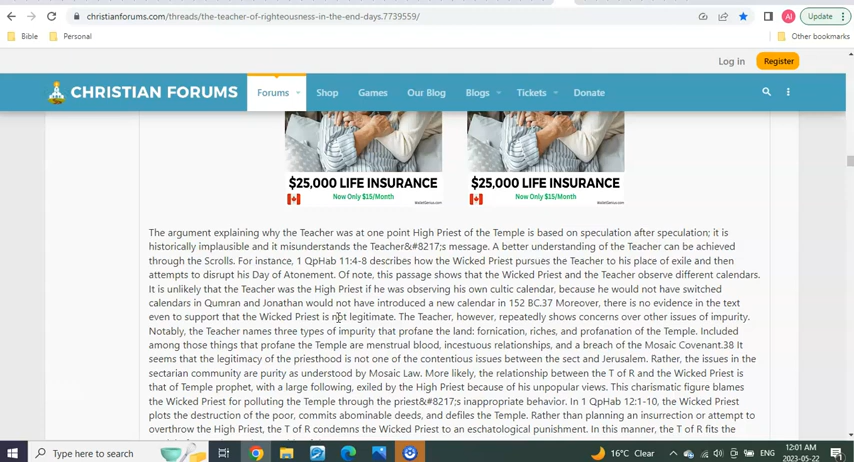 christianforums.com/threads/the-teacher-of-righteousness-in-the-end-days.7739559/
AI
Update
Bible
Personal
Other bookmarks
Log in
Register
CHRISTIAN FORUMS
Forums
Shop
Games
Our Blog
Blogs
Tickets
Donate
$25,000 LIFE INSURANCE
Now Only $15/Month
WalletGenius.com
$25,000 LIFE INSURANCE
Now Only $15/Month
WalletGenius.com
The argument explaining why the Teacher was at one point High Priest of the Temple is based on speculation after speculation; it is
historically implausible and it misunderstands the Teacher&#8217;s message. A better understanding of the Teacher can be achieved
through the Scrolls. For instance, 1 QpHab 11:4-8 describes how the Wicked Priest pursues the Teacher to his place of exile and then
attempts to disrupt his Day of Atonement. Of note, this passage shows that the Wicked Priest and the Teacher observe different calendars.
It is unlikely that the Teacher was the High Priest if he was observing his own cultic calendar, because he would not have switched
calendars in Qumran and Jonathan would not have introduced a new calendar in 152 BC.37 Moreover, there is no evidence in the text
even to support that the Wicked Priest is not legitimate. The Teacher, however, repeatedly shows concerns over other issues of impurity.
Notably, the Teacher names three types of impurity that profane the land: fornication, riches, and profanation of the Temple. Included
among those things that profane the Temple are menstrual blood, incestuous relationships, and a breach of the Mosaic Covenant.38 It
seems that the legitimacy of the priesthood is not one of the contentious issues between the sect and Jerusalem. Rather, the issues in the
sectarian community are purity as understood by Mosaic Law. More likely, the relationship between the T of R and the Wicked Priest is
that of Temple prophet, with a large following, exiled by the High Priest because of his unpopular views. This charismatic figure blames
the Wicked Priest for polluting the Temple through the priest&#8217;s inappropriate behavior. In 1 QpHab 12:1-10, the Wicked Priest
plots the destruction of the poor, commits abominable deeds, and defiles the Temple. Rather than planning an insurrection or attempt to
overthrow the High Priest, the T of R condemns the Wicked Priest to an eschatological punishment. In this manner, the T of R fits the
Type here to search
16°C Clear
ENG
12:01 AM
2023-05-22